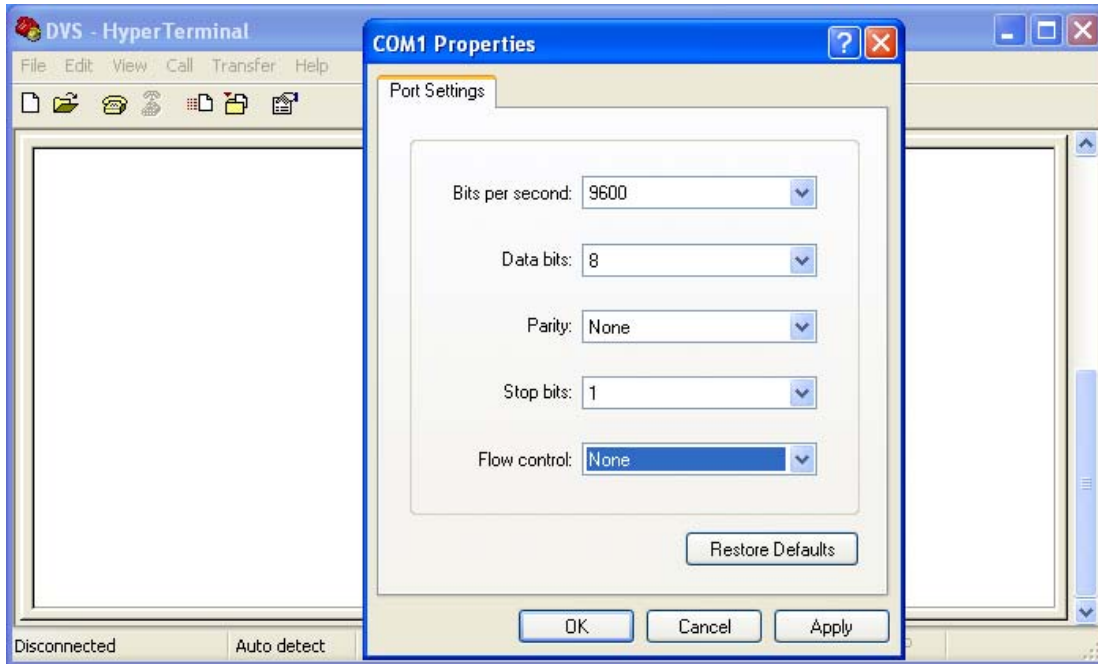 DVS - HyperTerminal
File Edit View Call Transfer Help
COM1 Properties
Port Settings
Bits per second: 9600
Data bits: 8
Parity: None
Stop bits: 1
Flow control: None
Restore Defaults
OK Cancel Apply
Disconnected Auto detect